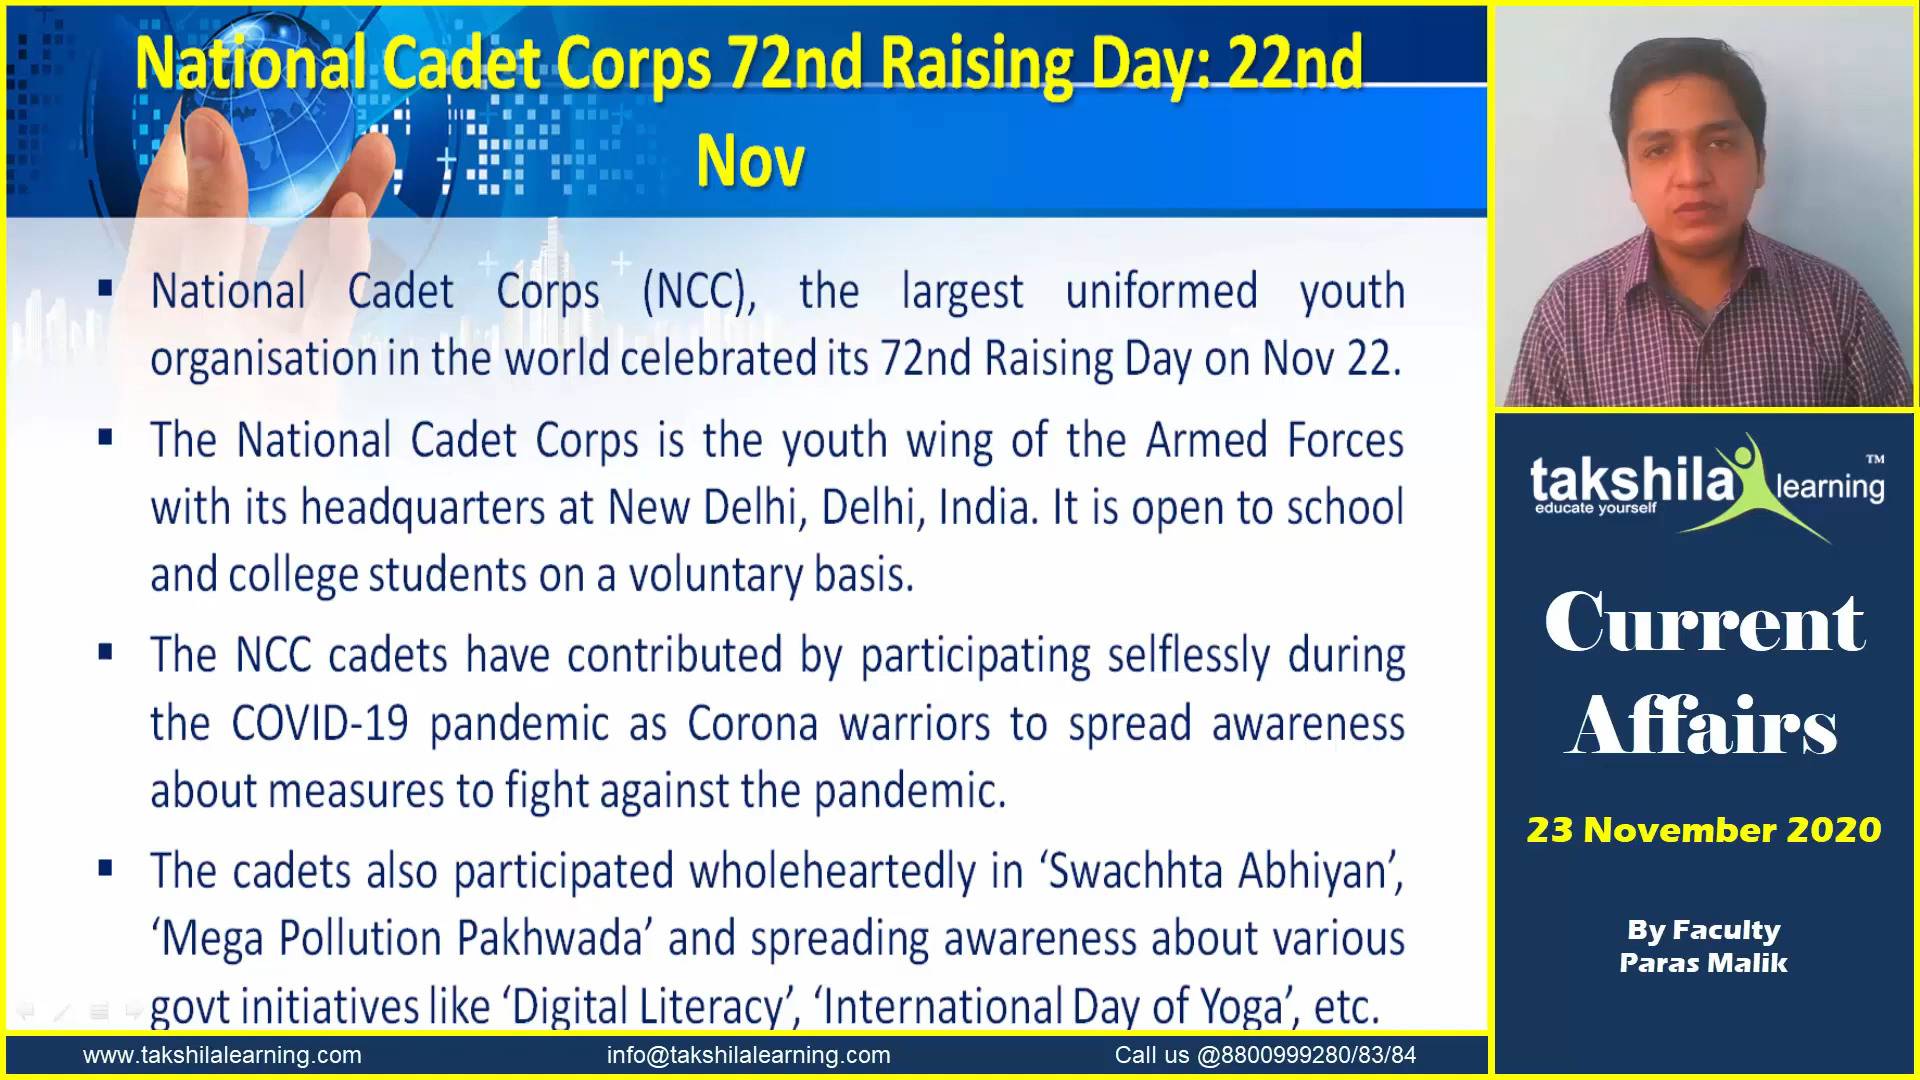 National Cadet Corps 72nd Raising Day: 22nd
Nov
▪ National Cadet Corps (NCC), the largest uniformed youth
organisation in the world celebrated its 72nd Raising Day on Nov 22.
▪ The National Cadet Corps is the youth wing of the Armed Forces
with its headquarters at New Delhi, Delhi, India. It is open to school
and college students on a voluntary basis.
▪ The NCC cadets have contributed by participating selflessly during
the COVID-19 pandemic as Corona warriors to spread awareness
about measures to fight against the pandemic.
▪ The cadets also participated wholeheartedly in ‘Swachhta Abhiyan’,
‘Mega Pollution Pakhwada’ and spreading awareness about various
govt initiatives like ‘Digital Literacy’, ‘International Day of Yoga’, etc.
www.takshilalearning.com
info@takshilalearning.com
Call us @8800999280/83/84
takshila learning TM
educate yourself
Current
Affairs
23 November 2020
By Faculty
Paras Malik